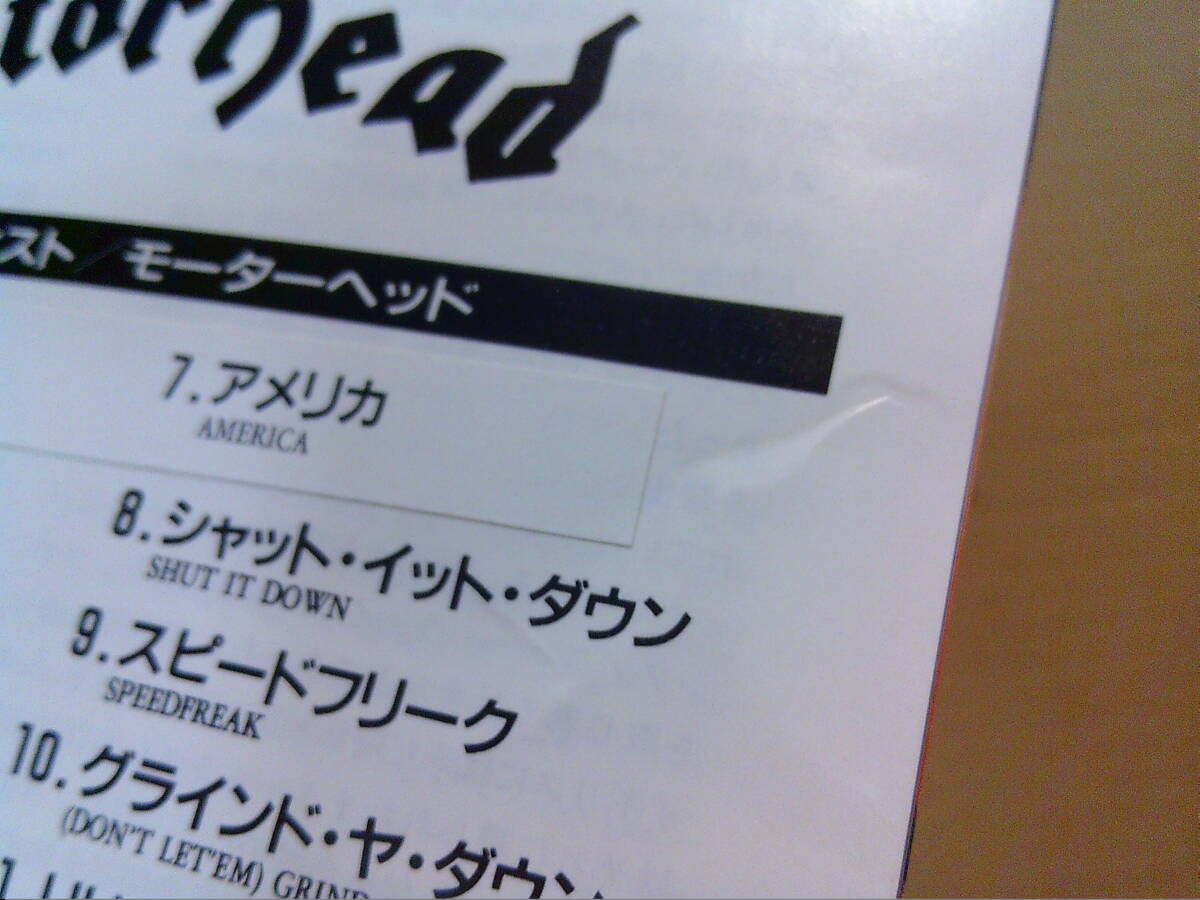 törhead
スト／モーターヘッド
7.アメリカ
AMERICA
8.シャット・イット・ダウン
SHUT IT DOWN
9.スピードフリーク
SPEEDFREAK
10.グラインド・ヤ・ダウン
(DON'T LET'EM) GRIND